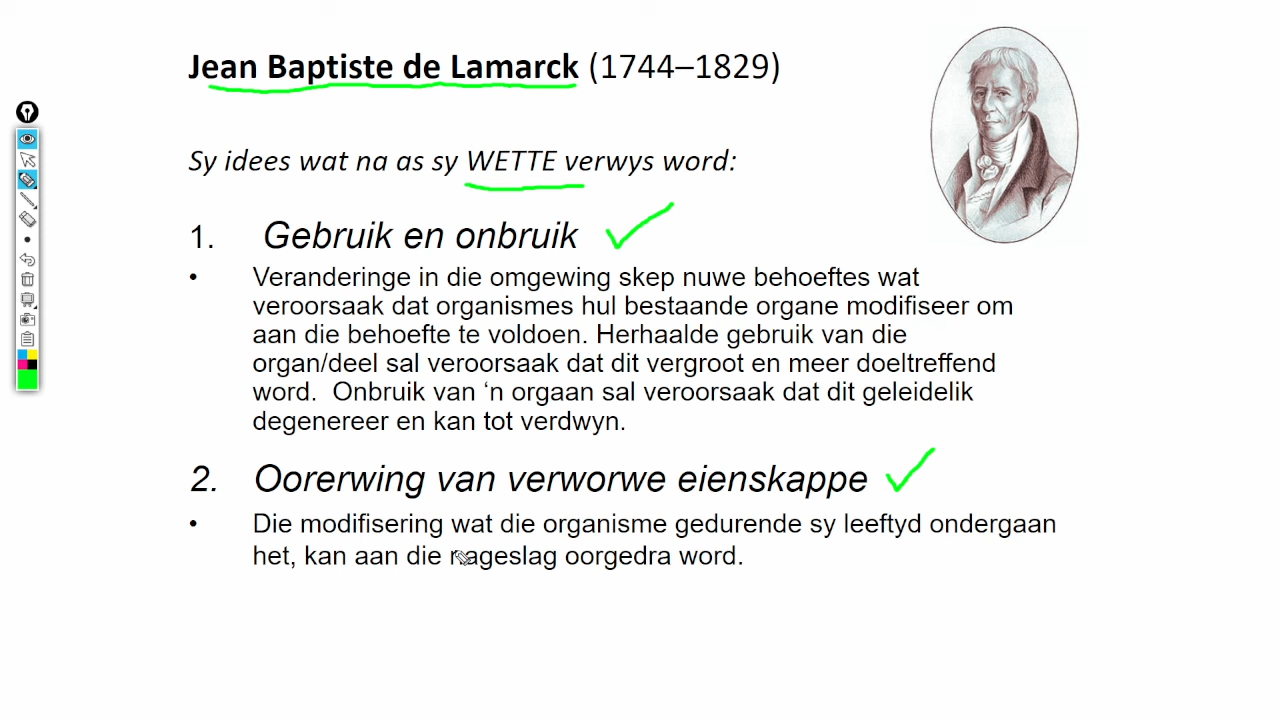 Jean Baptiste de Lamarck (1744–1829)
Sy idees wat na as sy WETTE verwys word:
1. Gebruik en onbruik
• Veranderinge in die omgewing skep nuwe behoeftes wat
veroorsaak dat organismes hul bestaande organe modifiseer om
aan die behoefte te voldoen. Herhaalde gebruik van die
organ/deel sal veroorsaak dat dit vergroot en meer doeltreffend
word. Onbruik van ‘n orgaan sal veroorsaak dat dit geleidelik
degenereer en kan tot verdwyn.
2. Oorerwing van verworwe eienskappe
• Die modifisering wat die organisme gedurende sy leeftyd ondergaan
het, kan aan die nageslag oorgedra word.